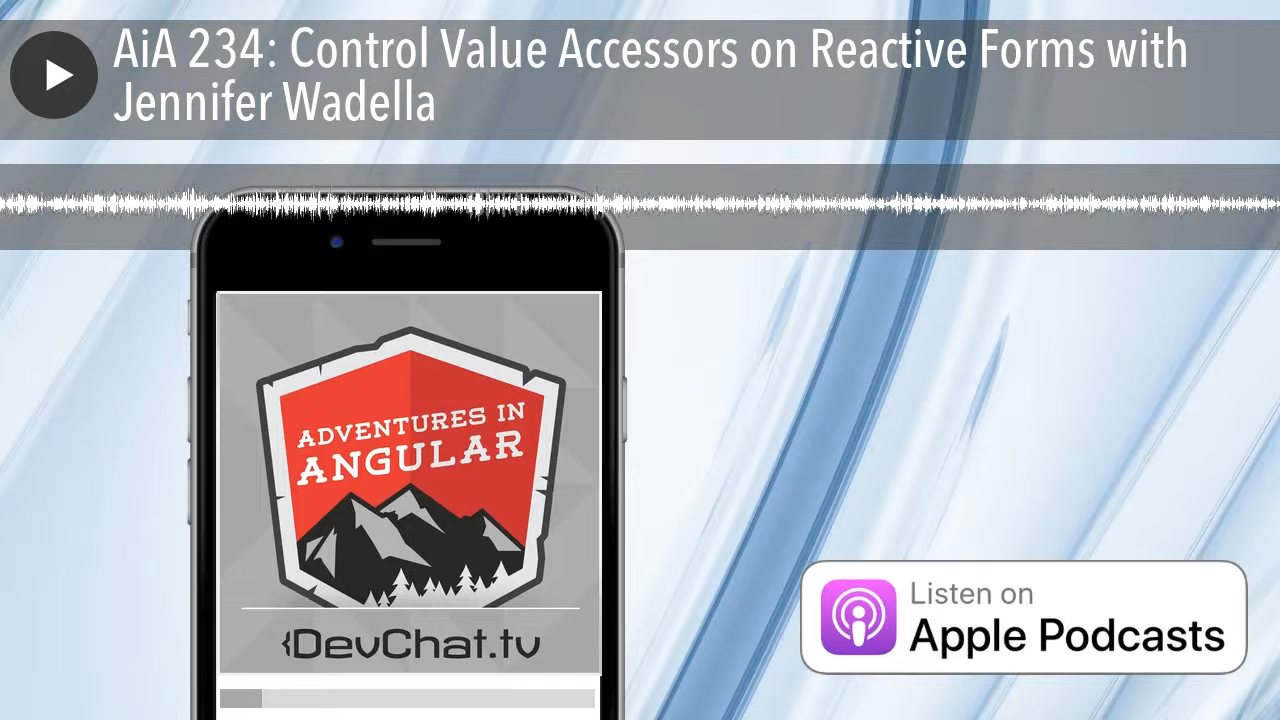 AiA 234: Control Value Accessors on Reactive Forms with
Jennifer Wadella
ADVENTURES IN
ANGULAR
{DevChat.tv
Listen on
Apple Podcasts